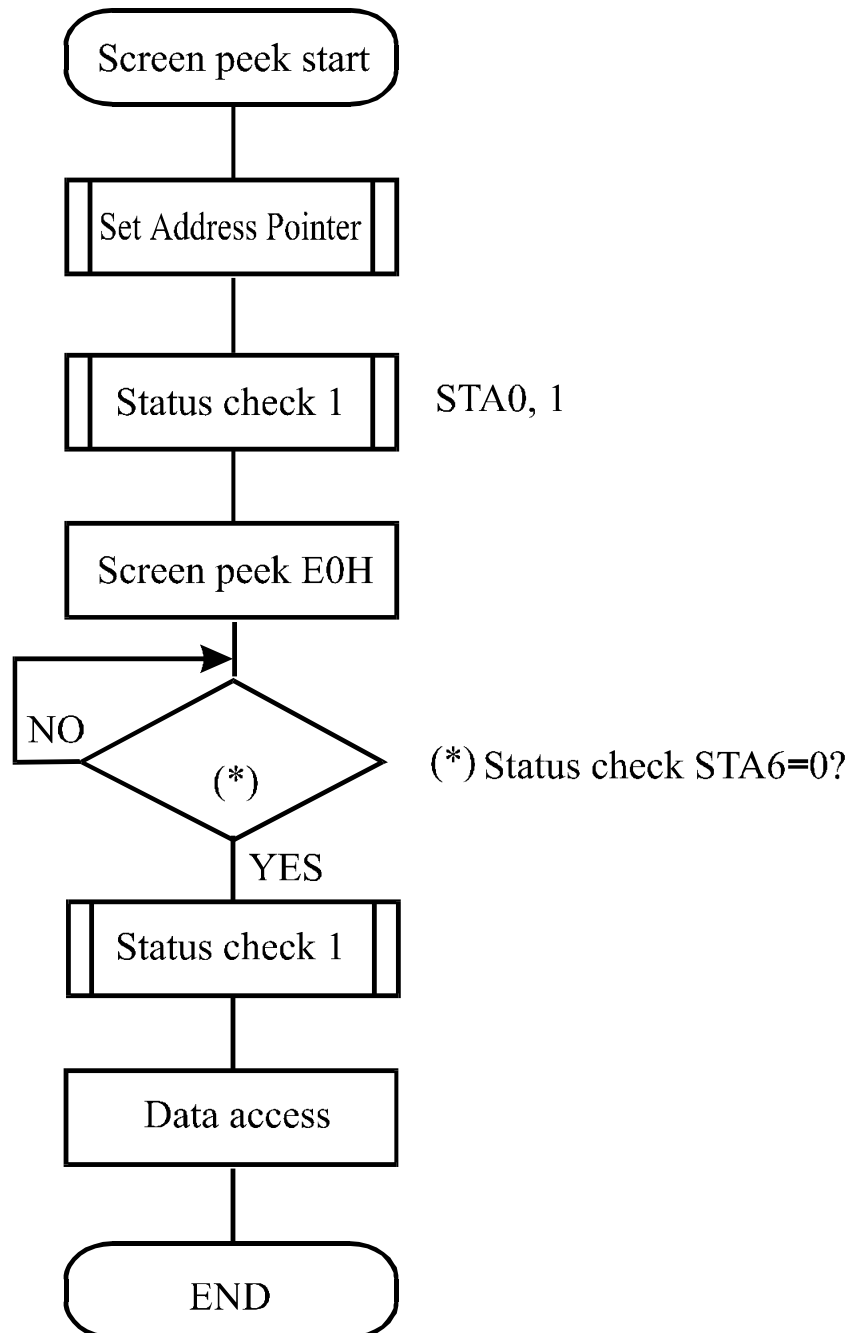 Screen peek start
Set Address Pointer
Status check 1
STA0, 1
Screen peek E0H
NO
(*)
(*) Status check STA6=0?
YES
Status check 1
Data access
END